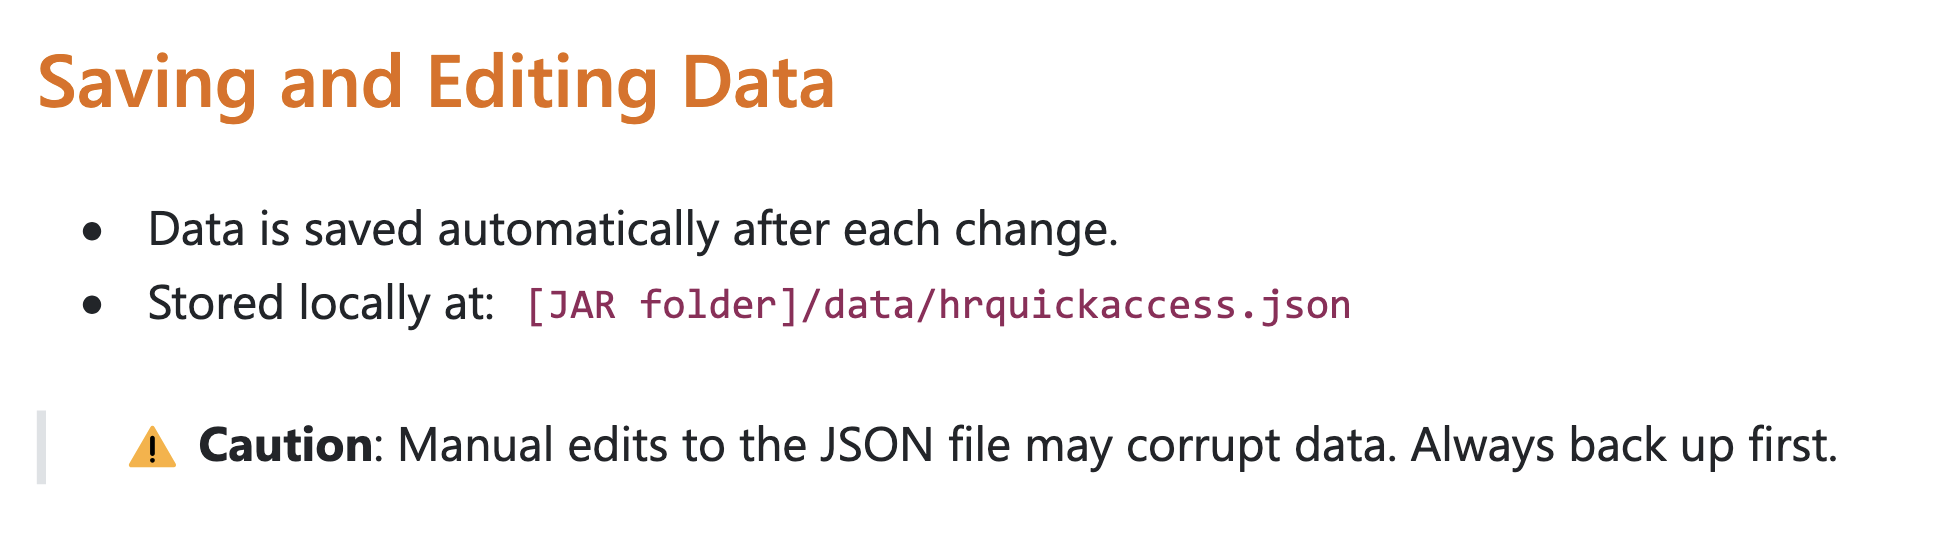 Saving and Editing Data
• Data is saved automatically after each change.
• Stored locally at: [JAR folder]/data/hrquickaccess.json
⚠️ Caution: Manual edits to the JSON file may corrupt data. Always back up first.